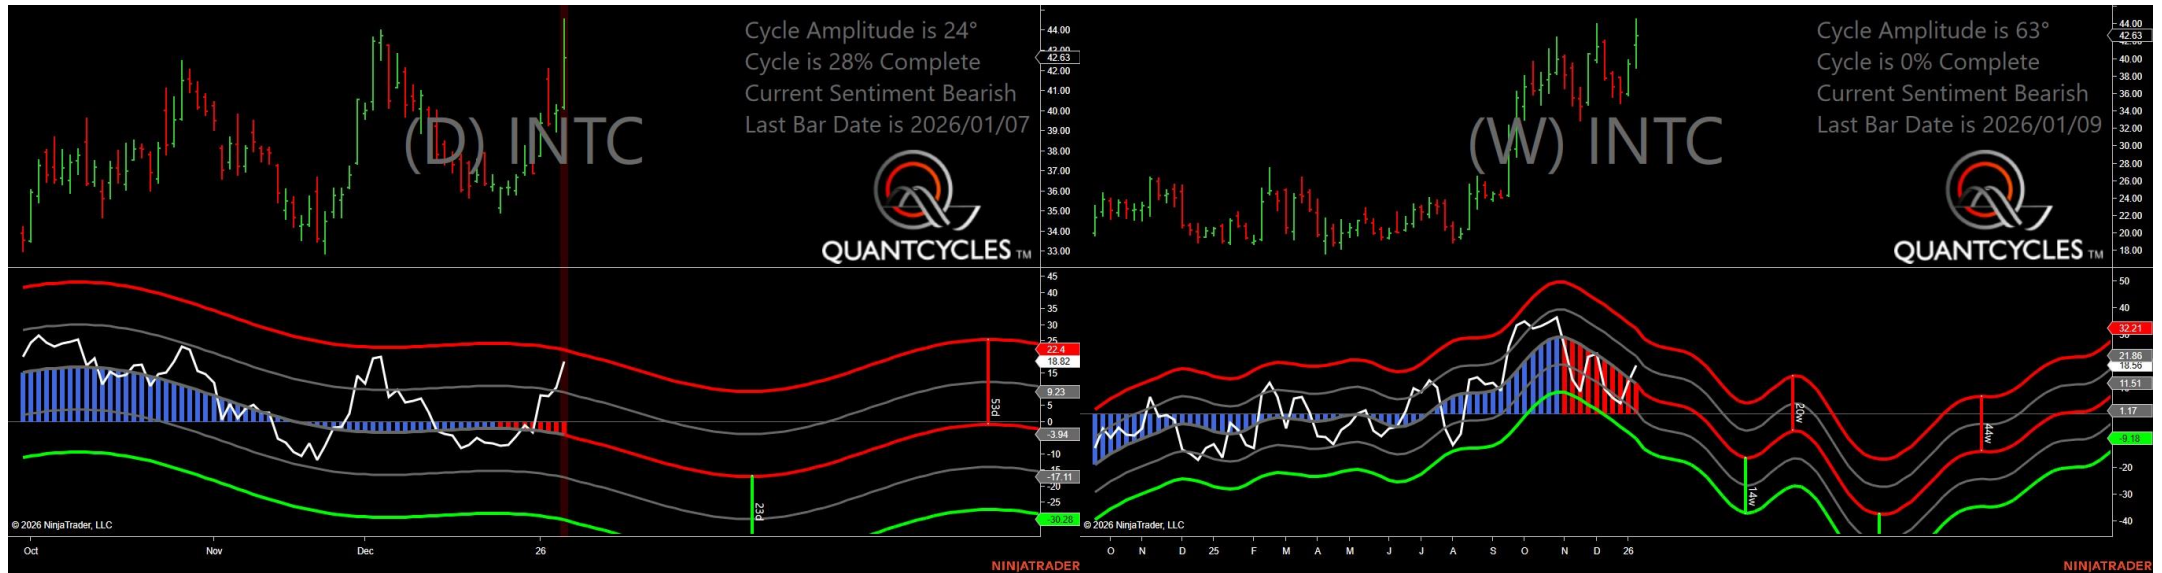 Cycle Amplitude is 24°
Cycle is 28% Complete
Current Sentiment Bearish
Last Bar Date is 2026/01/07
(D) INTC
QUANTCYCLES TM
44.00
43.00
42.63
42.00
41.00
40.00
39.00
38.00
37.00
36.00
35.00
34.00
33.00
45
40
35
30
25
22.4
18.82
15
9.23
5
0
-3.94
-10
-15
-17.11
-20
-25
-30.28
53d
23d
© 2026 NinjaTrader, LLC
Oct
Nov
Dec
26
NINJATRADER
Cycle Amplitude is 63°
Cycle is 0% Complete
Current Sentiment Bearish
Last Bar Date is 2026/01/09
(W) INTC
QUANTCYCLES TM
44.00
42.63
40.00
38.00
36.00
34.00
32.00
30.00
28.00
26.00
24.00
22.00
20.00
18.00
50
40
32.21
21.86
18.56
11.51
1.17
-9.18
-20
-30
-40
20w
44w
14w
© 2026 NinjaTrader, LLC
O N D 25 F M A M J J A S O N D 26
NINJATRADER